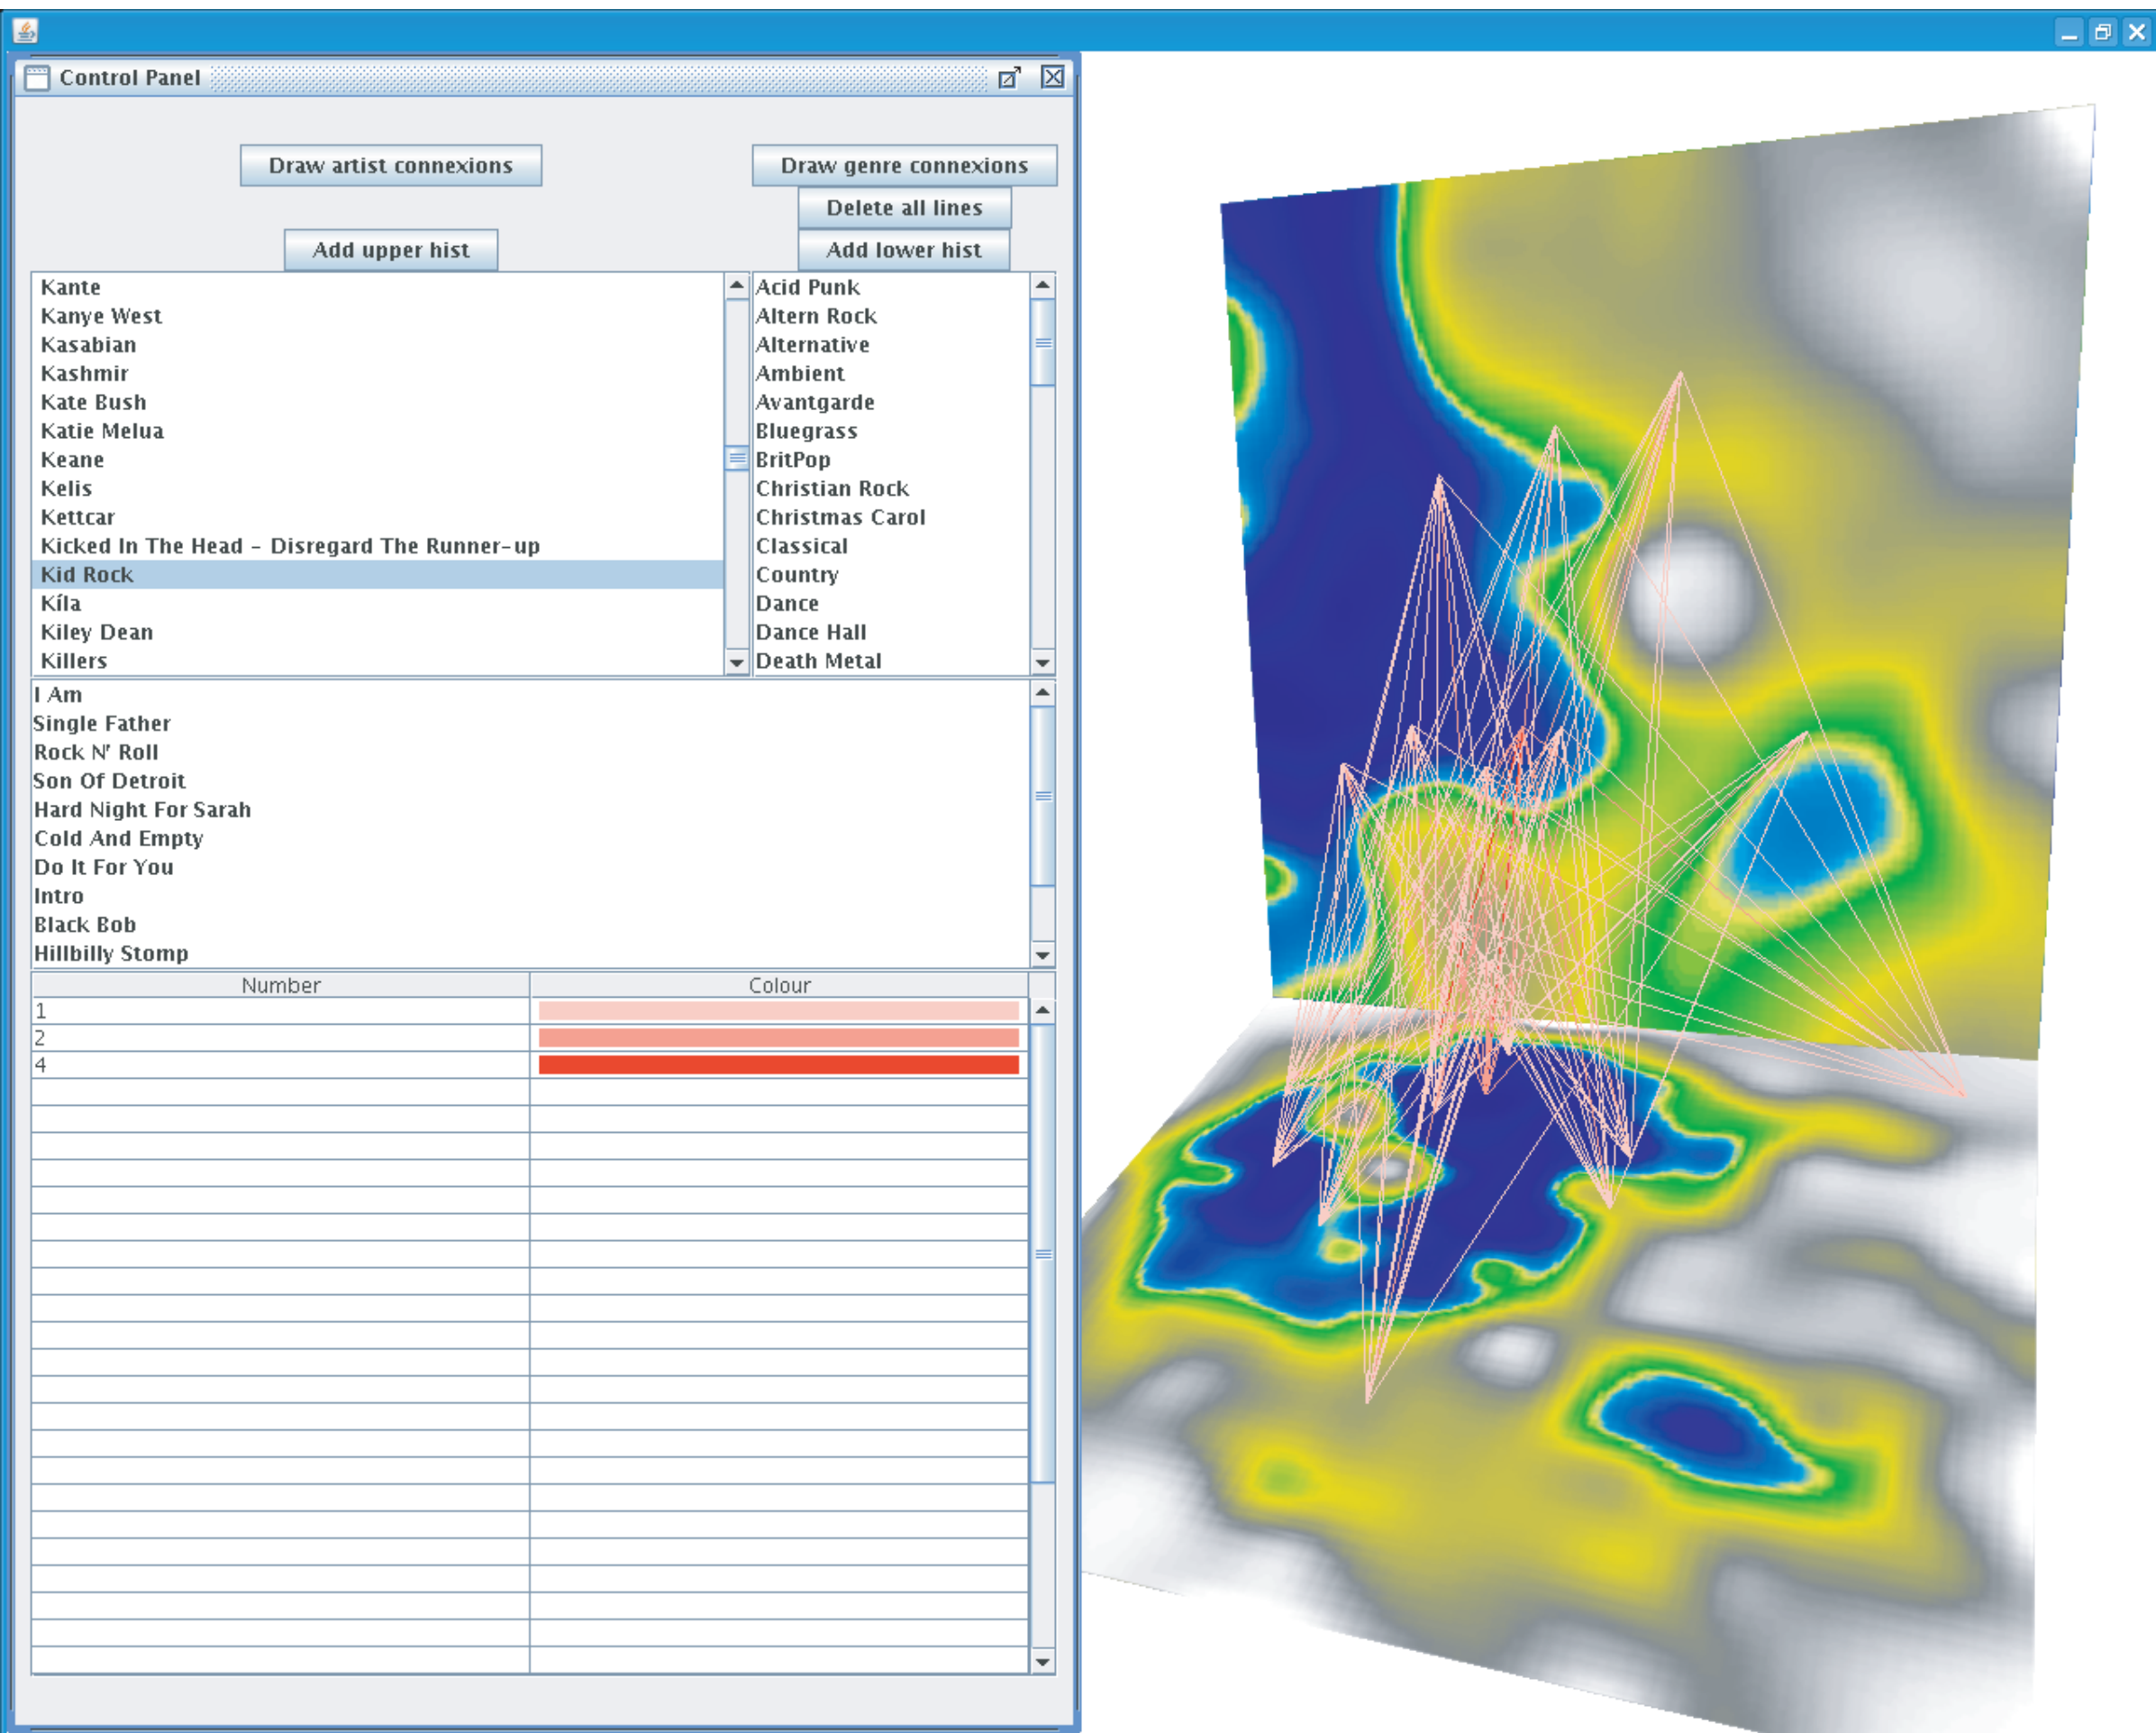 Control Panel
Draw artist connexions
Draw genre connexions
Delete all lines
Add upper hist
Add lower hist
Kante
Kanye West
Kasabian
Kashmir
Kate Bush
Katie Melua
Keane
Kelis
Kettcar
Kicked In The Head - Disregard The Runner-up
Kid Rock
Kíla
Kiley Dean
Killers
Acid Punk
Altern Rock
Alternative
Ambient
Avantgarde
Bluegrass
BritPop
Christian Rock
Christmas Carol
Classical
Country
Dance
Dance Hall
Death Metal
I Am
Single Father
Rock N' Roll
Son Of Detroit
Hard Night For Sarah
Cold And Empty
Do It For You
Intro
Black Bob
Hillbilly Stomp
Number Colour
1
2
4